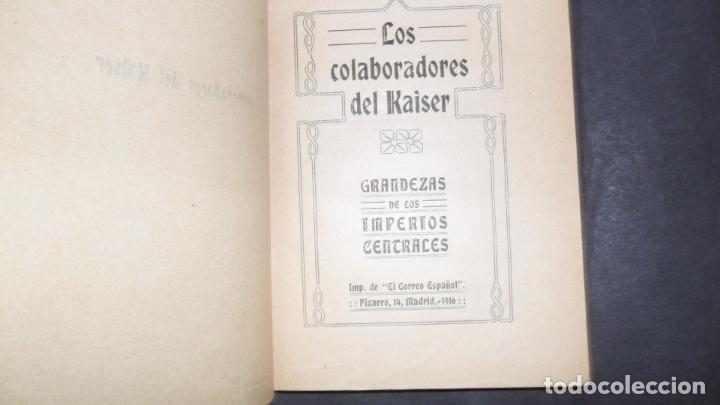 Los
colaboradores
del Kaiser
GRANDEZAS
DE LOS
IMPERIOS
CENTRALES
Imp. de "El Correo Español".
:: Pizarro, 14, Madrid.-1916 ::
todocoleccion